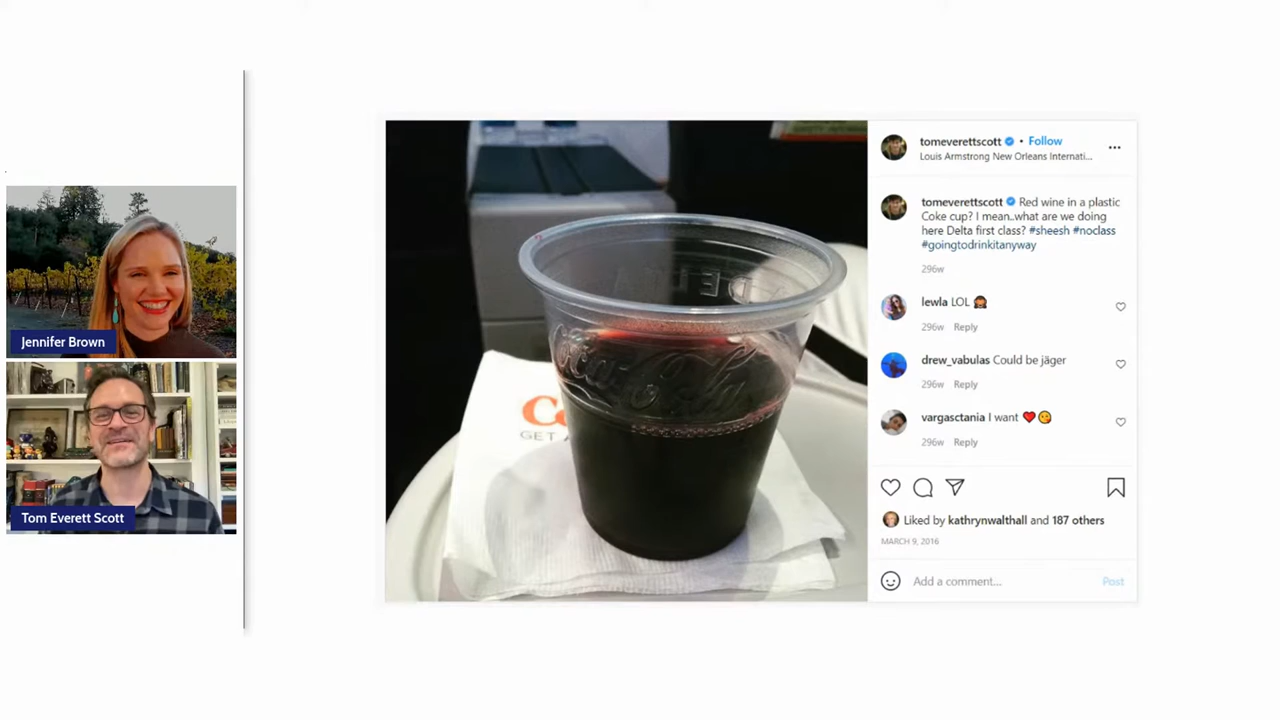 Jennifer Brown
Tom Everett Scott
DELTA
Coca-Cola
GET A
tomeverettscott • Follow
Louis Armstrong New Orleans Internati...
tomeverettscott Red wine in a plastic
Coke cup? I mean..what are we doing
here Delta first class? #sheesh #noclass
#goingtodrinkitanyway
296w
lewla LOL
296w Reply
drew_vabulas Could be jäger
296w Reply
vargasctania I want ❤️😘
296w Reply
Liked by kathrynwalthall and 187 others
MARCH 9, 2016
Add a comment...
Post